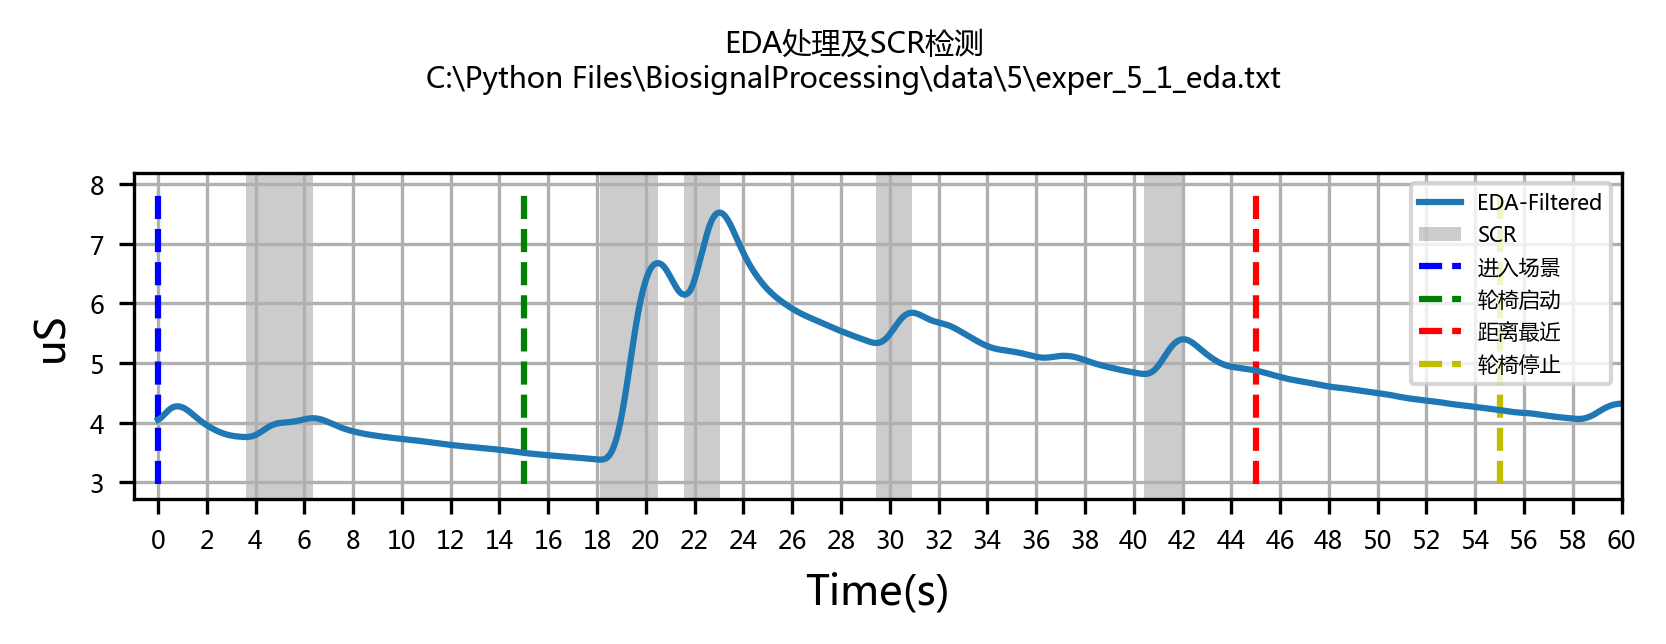 EDA处理及SCR检测
C:\Python Files\BiosignalProcessing\data\5\exper_5_1_eda.txt
8
7
6
5
4
3
uS
EDA-Filtered
SCR
进入场景
轮椅启动
距离最近
轮椅停止
0 2 4 6 8 10 12 14 16 18 20 22 24 26 28 30 32 34 36 38 40 42 44 46 48 50 52 54 56 58 60
Time(s)